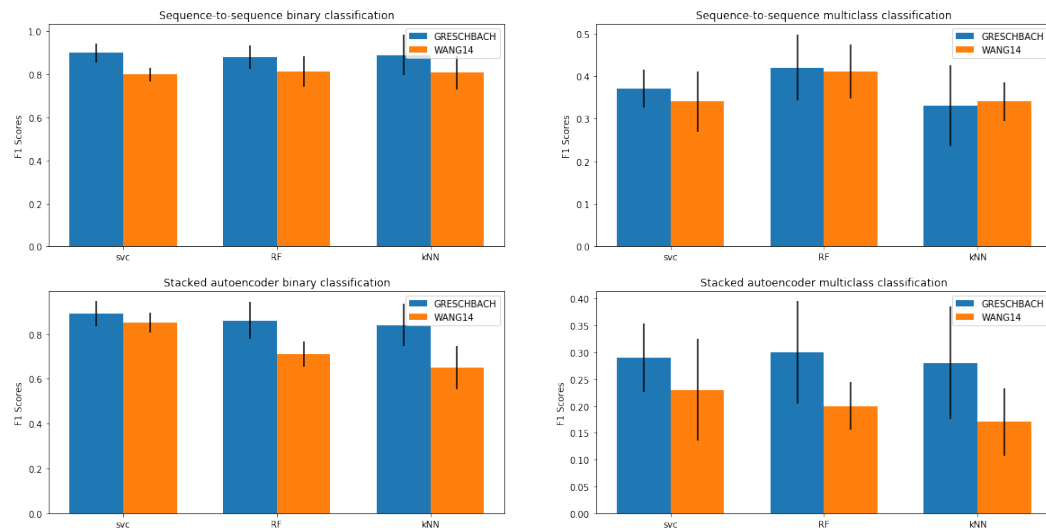 Sequence-to-sequence binary classification
1.0
0.8
0.6
0.4
0.2
0.0
F1 Scores
GRESCHBACH
WANG14
svc
RF
kNN
Sequence-to-sequence multiclass classification
0.5
0.4
0.3
0.2
0.1
0.0
F1 Scores
GRESCHBACH
WANG14
svc
RF
kNN
Stacked autoencoder binary classification
0.8
0.6
0.4
0.2
0.0
F1 Scores
GRESCHBACH
WANG14
svc
RF
kNN
Stacked autoencoder multiclass classification
0.40
0.35
0.30
0.25
0.20
0.15
0.10
0.05
0.00
F1 Scores
GRESCHBACH
WANG14
svc
RF
kNN